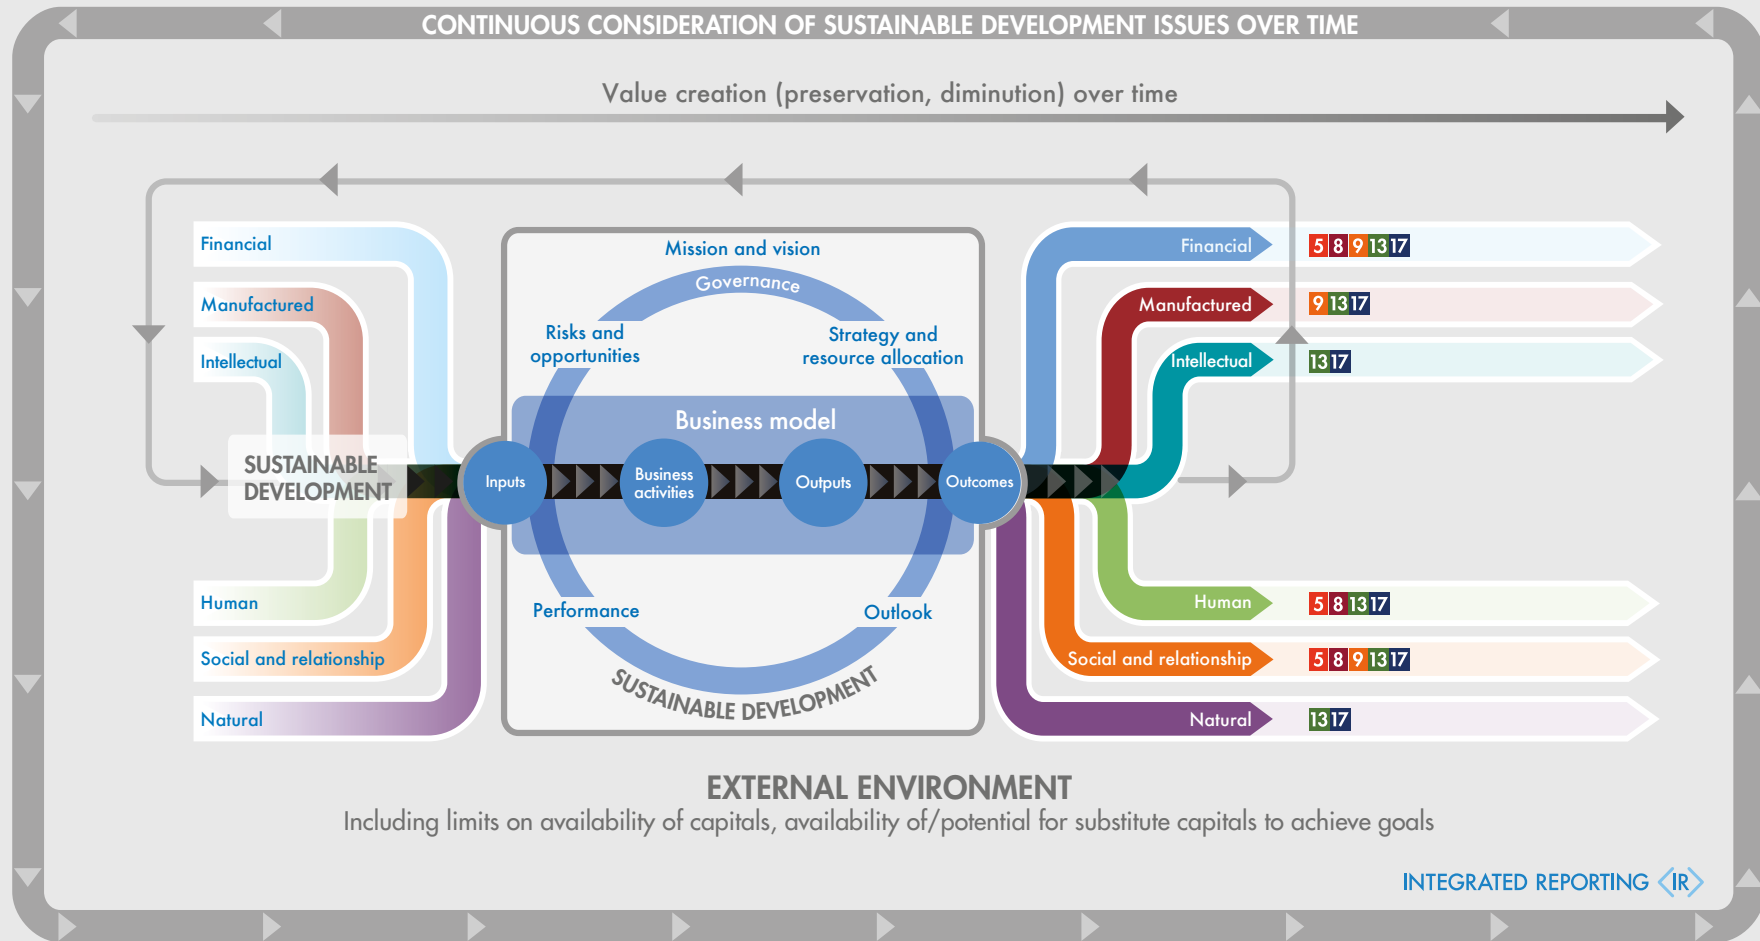 CONTINUOUS CONSIDERATION OF SUSTAINABLE DEVELOPMENT ISSUES OVER TIME
Value creation (preservation, diminution) over time
Financial
Manufactured
Intellectual
SUSTAINABLE
DEVELOPMENT
Human
Social and relationship
Natural
Mission and vision
Governance
Risks and
opportunities
Strategy and
resource allocation
Business model
Inputs
Business
activities
Outputs
Outcomes
Performance
Outlook
SUSTAINABLE DEVELOPMENT
Financial 5 8 9 13 17
Manufactured 9 13 17
Intellectual 13 17
Human 5 8 13 17
Social and relationship 5 8 9 13 17
Natural 13 17
EXTERNAL ENVIRONMENT
Including limits on availability of capitals, availability of/potential for substitute capitals to achieve goals
INTEGRATED REPORTING <IR>